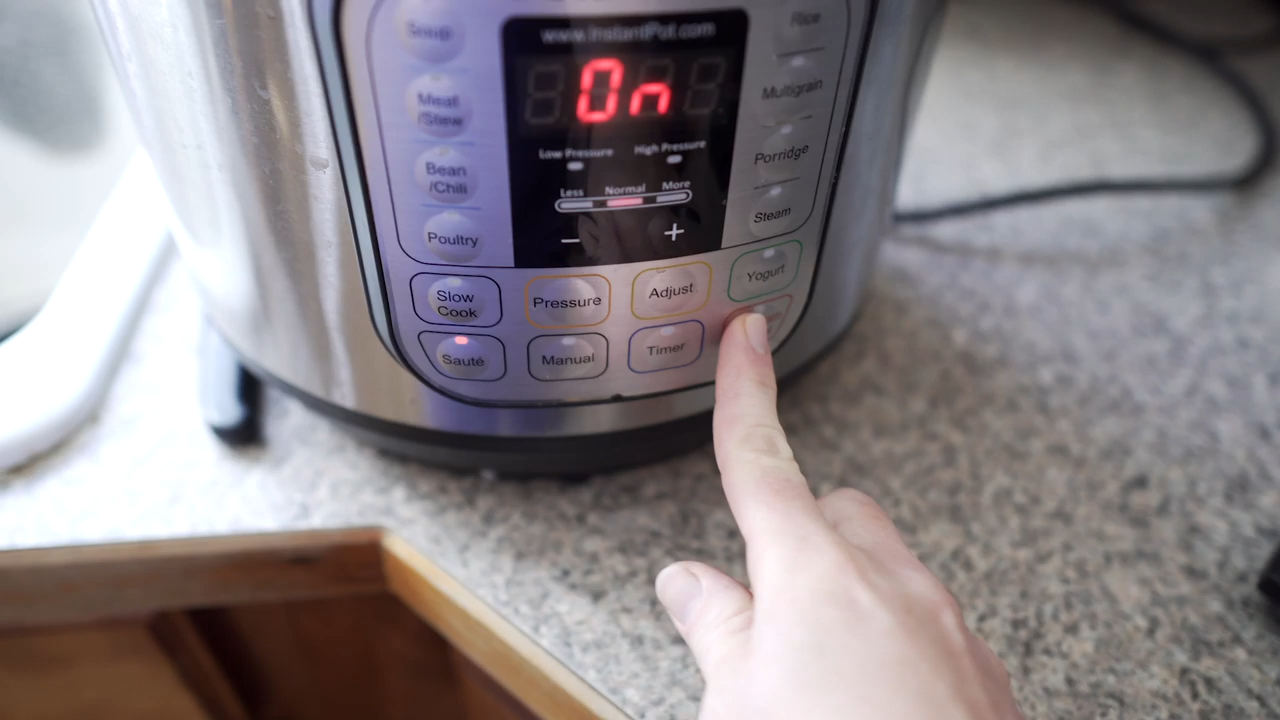 Soup
www.InstantPot.com
On
Rice
Meat
/Stew
Multigrain
Low Pressure
High Pressure
Porridge
Bean
/Chili
Less
Normal
More
Steam
Poultry
−
+
Yogurt
Slow
Cook
Pressure
Adjust
Sauté
Manual
Timer